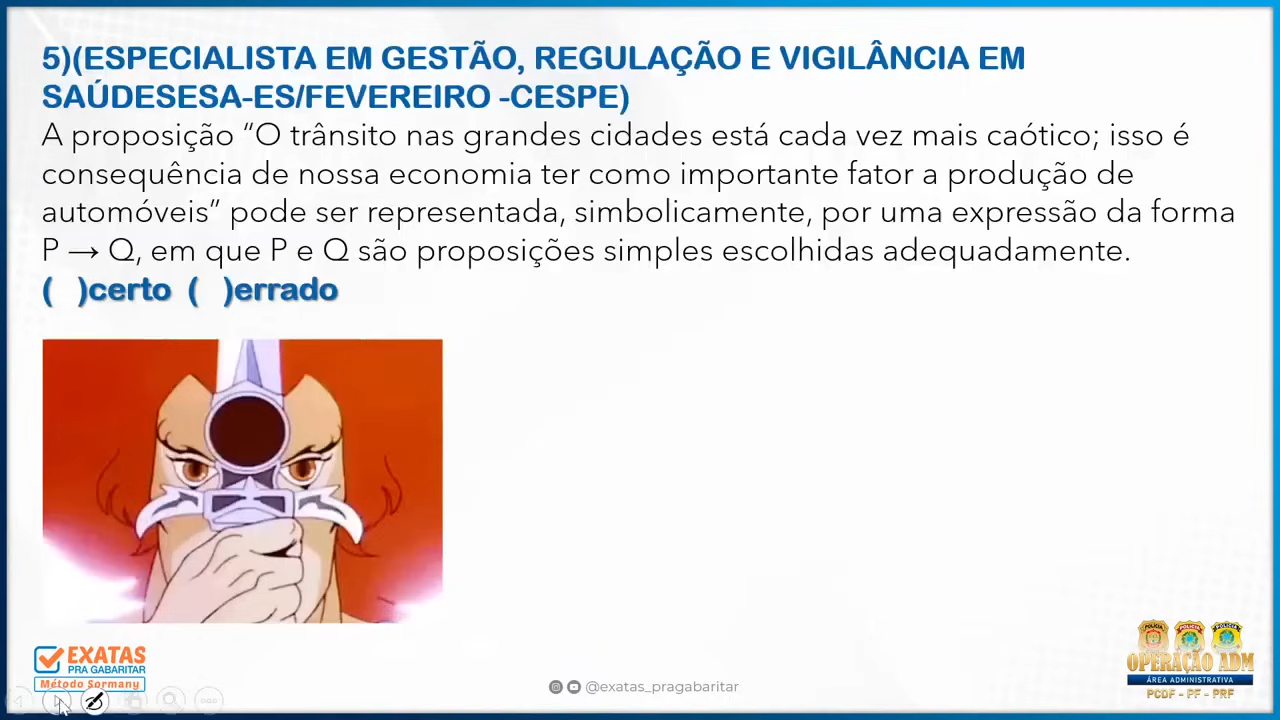 5)(ESPECIALISTA EM GESTÃO, REGULAÇÃO E VIGILÂNCIA EM
SAÚDESESA-ES/FEVEREIRO -CESPE)
A proposição “O trânsito nas grandes cidades está cada vez mais caótico; isso é
consequência de nossa economia ter como importante fator a produção de
automóveis” pode ser representada, simbolicamente, por uma expressão da forma
P → Q, em que P e Q são proposições simples escolhidas adequadamente.
( )certo ( )errado
EXATAS
PRA GABARITAR
Método Sormany
@exatas_pragabaritar
POLÍCIA POLÍCIA POLÍCIA
OPERAÇÃO ADM
ÁREA ADMINISTRATIVA
PCDF - PF - PRF